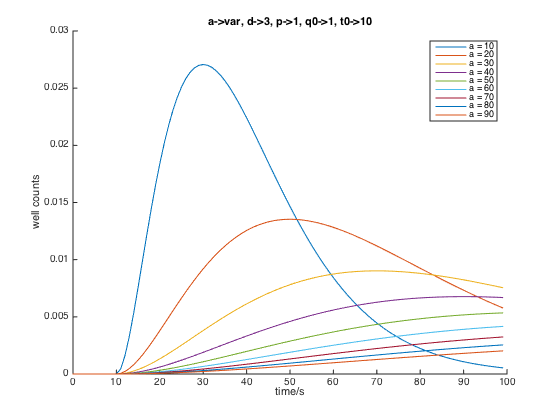 a->var, d->3, p->1, q0->1, t0->10
0.03
0.025
0.02
0.015
0.01
0.005
0
well counts
a = 10
a = 20
a = 30
a = 40
a = 50
a = 60
a = 70
a = 80
a = 90
0 10 20 30 40 50 60 70 80 90 100
time/s